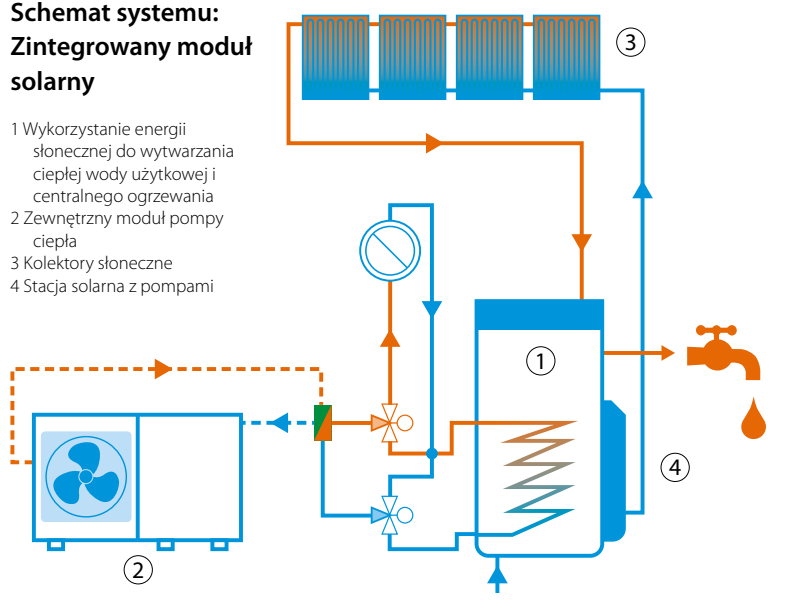 Schemat systemu:
Zintegrowany moduł
solarny
1 Wykorzystanie energii
słonecznej do wytwarzania
ciepłej wody użytkowej i
centralnego ogrzewania
2 Zewnętrzny moduł pompy
ciepła
3 Kolektory słoneczne
4 Stacja solarna z pompami
3
1
4
2